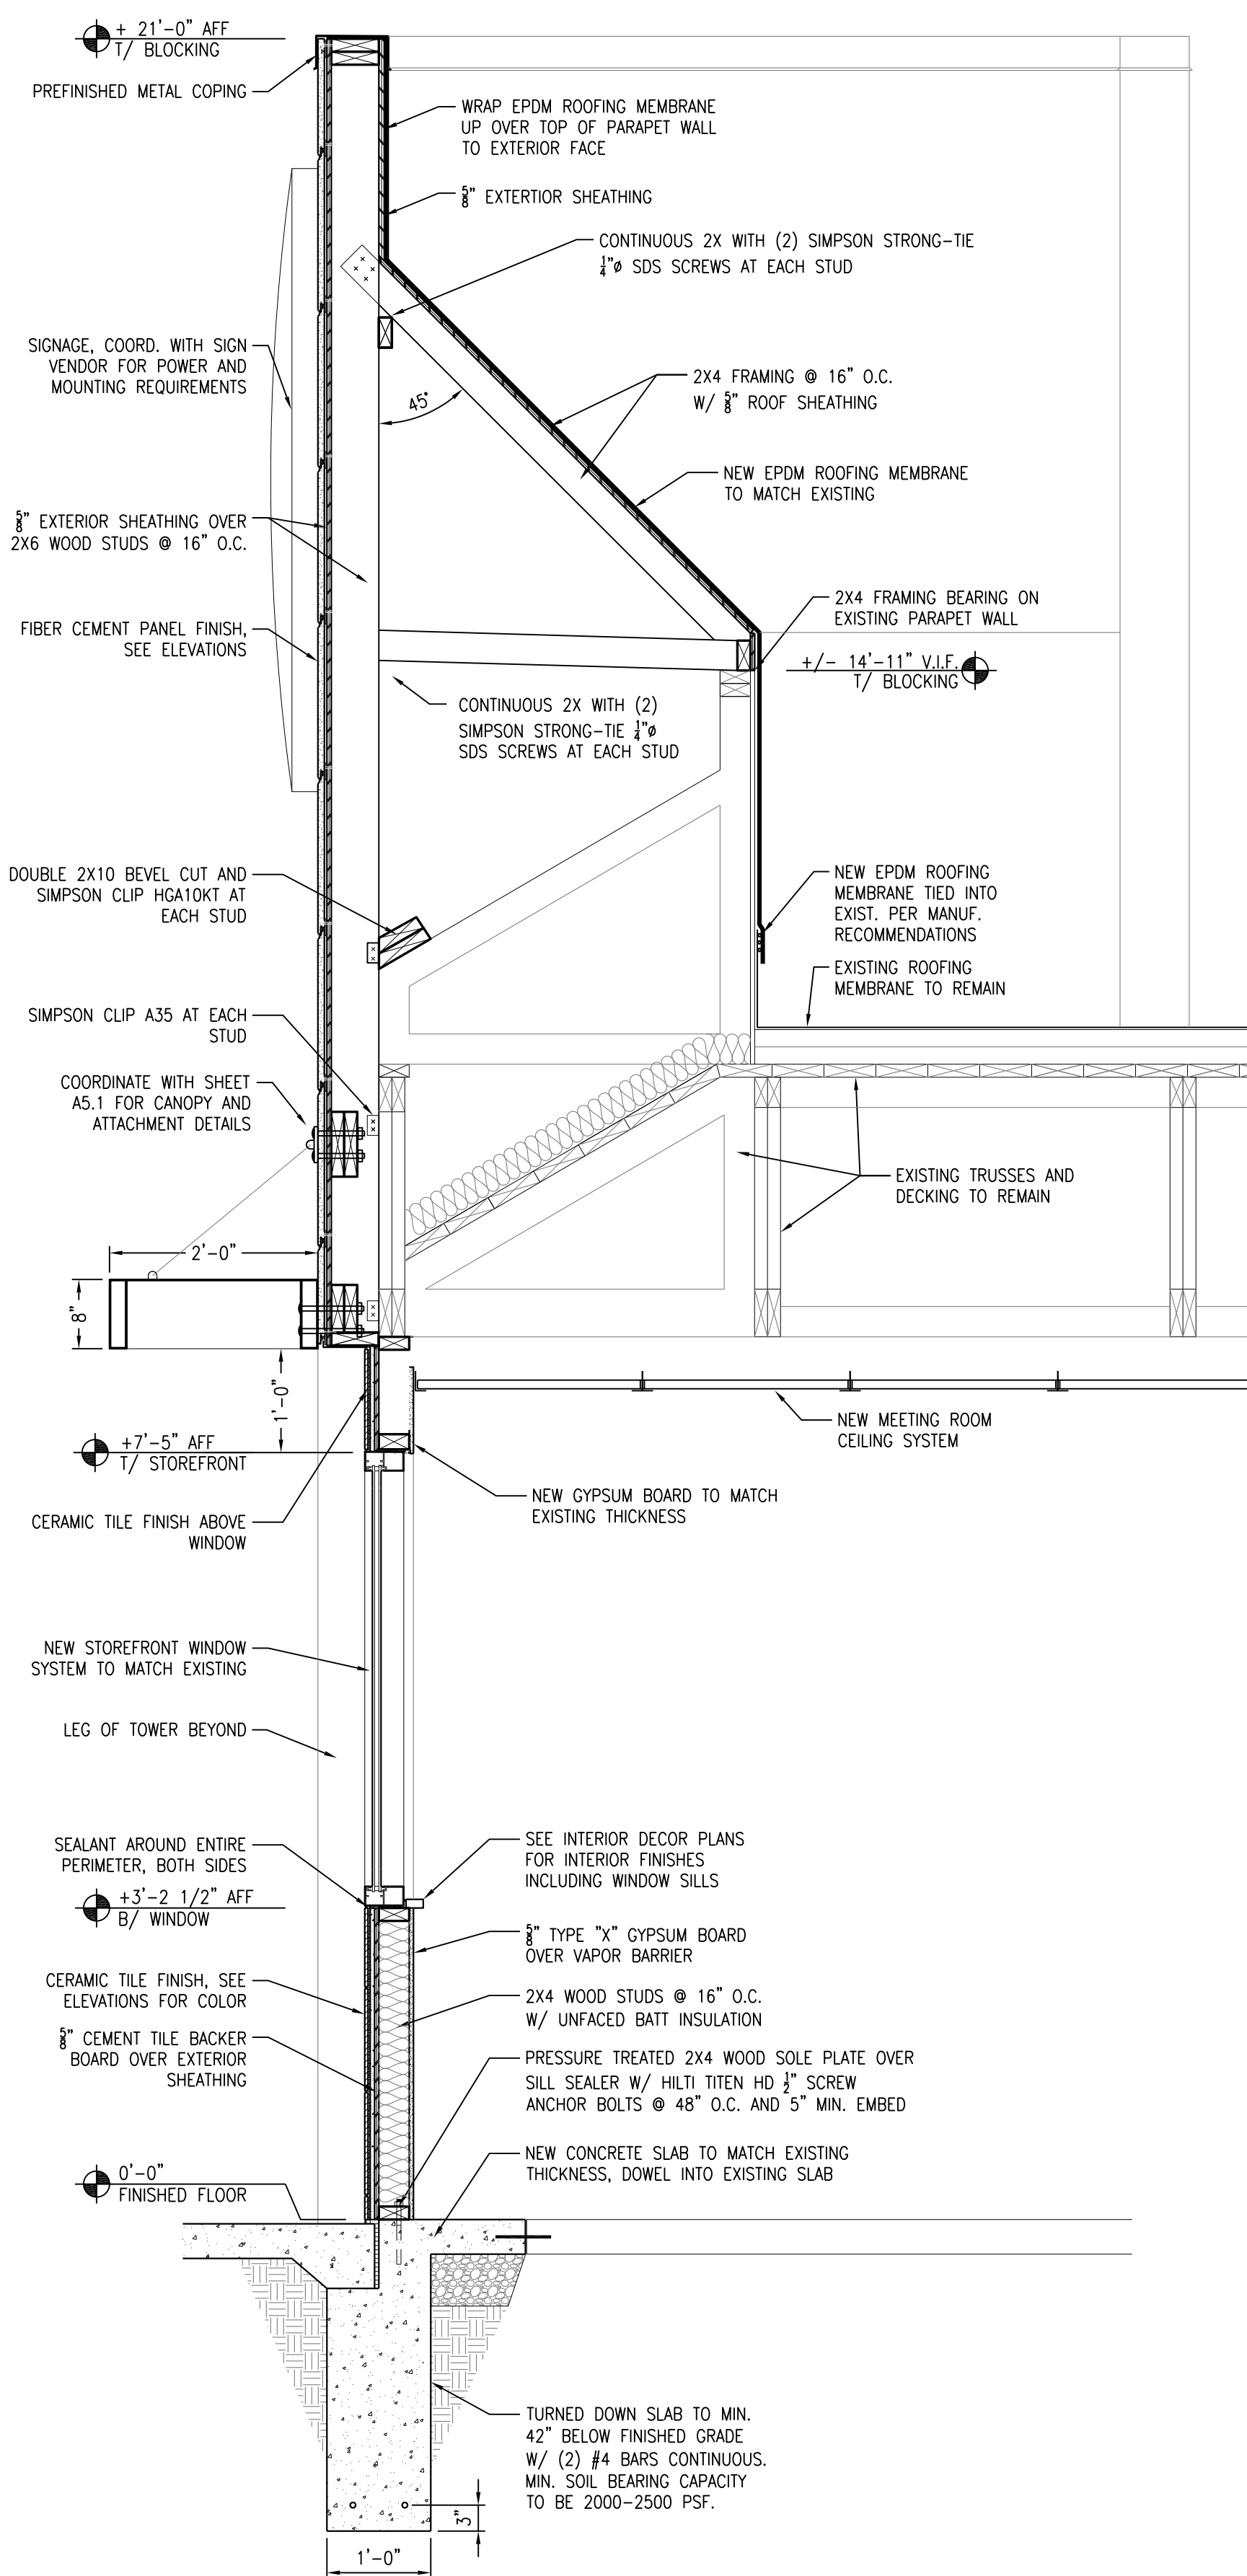 + 21'-0" AFF
T/ BLOCKING
PREFINISHED METAL COPING
WRAP EPDM ROOFING MEMBRANE
UP OVER TOP OF PARAPET WALL
TO EXTERIOR FACE
5/8" EXTERTIOR SHEATHING
CONTINUOUS 2X WITH (2) SIMPSON STRONG-TIE
1/4"ø SDS SCREWS AT EACH STUD
SIGNAGE, COORD. WITH SIGN
VENDOR FOR POWER AND
MOUNTING REQUIREMENTS
45°
2X4 FRAMING @ 16" O.C.
W/ 5/8" ROOF SHEATHING
NEW EPDM ROOFING MEMBRANE
TO MATCH EXISTING
5/8" EXTERIOR SHEATHING OVER
2X6 WOOD STUDS @ 16" O.C.
2X4 FRAMING BEARING ON
EXISTING PARAPET WALL
FIBER CEMENT PANEL FINISH,
SEE ELEVATIONS
+/- 14'-11" V.I.F.
T/ BLOCKING
CONTINUOUS 2X WITH (2)
SIMPSON STRONG-TIE 1/4"ø
SDS SCREWS AT EACH STUD
DOUBLE 2X10 BEVEL CUT AND
SIMPSON CLIP HGA10KT AT
EACH STUD
NEW EPDM ROOFING
MEMBRANE TIED INTO
EXIST. PER MANUF.
RECOMMENDATIONS
EXISTING ROOFING
MEMBRANE TO REMAIN
SIMPSON CLIP A35 AT EACH
STUD
COORDINATE WITH SHEET
A5.1 FOR CANOPY AND
ATTACHMENT DETAILS
EXISTING TRUSSES AND
DECKING TO REMAIN
2'-0"
8"
1'-0"
NEW MEETING ROOM
CEILING SYSTEM
+7'-5" AFF
T/ STOREFRONT
NEW GYPSUM BOARD TO MATCH
EXISTING THICKNESS
CERAMIC TILE FINISH ABOVE
WINDOW
NEW STOREFRONT WINDOW
SYSTEM TO MATCH EXISTING
LEG OF TOWER BEYOND
SEALANT AROUND ENTIRE
PERIMETER, BOTH SIDES
SEE INTERIOR DECOR PLANS
FOR INTERIOR FINISHES
INCLUDING WINDOW SILLS
+3'-2 1/2" AFF
B/ WINDOW
5/8" TYPE "X" GYPSUM BOARD
OVER VAPOR BARRIER
CERAMIC TILE FINISH, SEE
ELEVATIONS FOR COLOR
2X4 WOOD STUDS @ 16" O.C.
W/ UNFACED BATT INSULATION
5/8" CEMENT TILE BACKER
BOARD OVER EXTERIOR
SHEATHING
PRESSURE TREATED 2X4 WOOD SOLE PLATE OVER
SILL SEALER W/ HILTI TITEN HD 1/2" SCREW
ANCHOR BOLTS @ 48" O.C. AND 5" MIN. EMBED
NEW CONCRETE SLAB TO MATCH EXISTING
THICKNESS, DOWEL INTO EXISTING SLAB
0'-0"
FINISHED FLOOR
TURNED DOWN SLAB TO MIN.
42" BELOW FINISHED GRADE
W/ (2) #4 BARS CONTINUOUS.
MIN. SOIL BEARING CAPACITY
TO BE 2000-2500 PSF.
3"
1'-0"